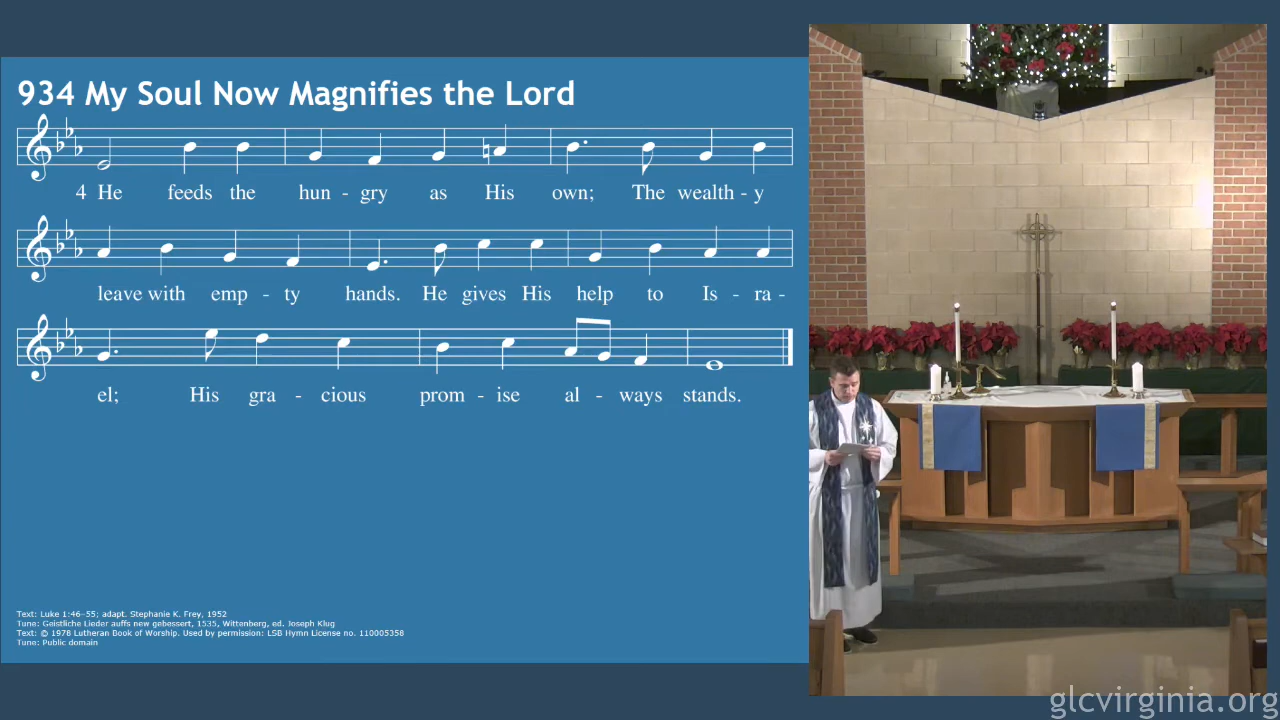 934 My Soul Now Magnifies the Lord
4 He feeds the hun - gry as His own; The wealth - y
leave with emp - ty hands. He gives His help to Is - ra -
el; His gra - cious prom - ise al - ways stands.
Text: Luke 1:46–55; adapt. Stephanie K. Frey, 1952
Tune: Geistliche Lieder auffs new gebessert, 1535, Wittenberg, ed. Joseph Klug
Text: © 1978 Lutheran Book of Worship. Used by permission: LSB Hymn License no. 110005358
Tune: Public domain
glcvirginia.org